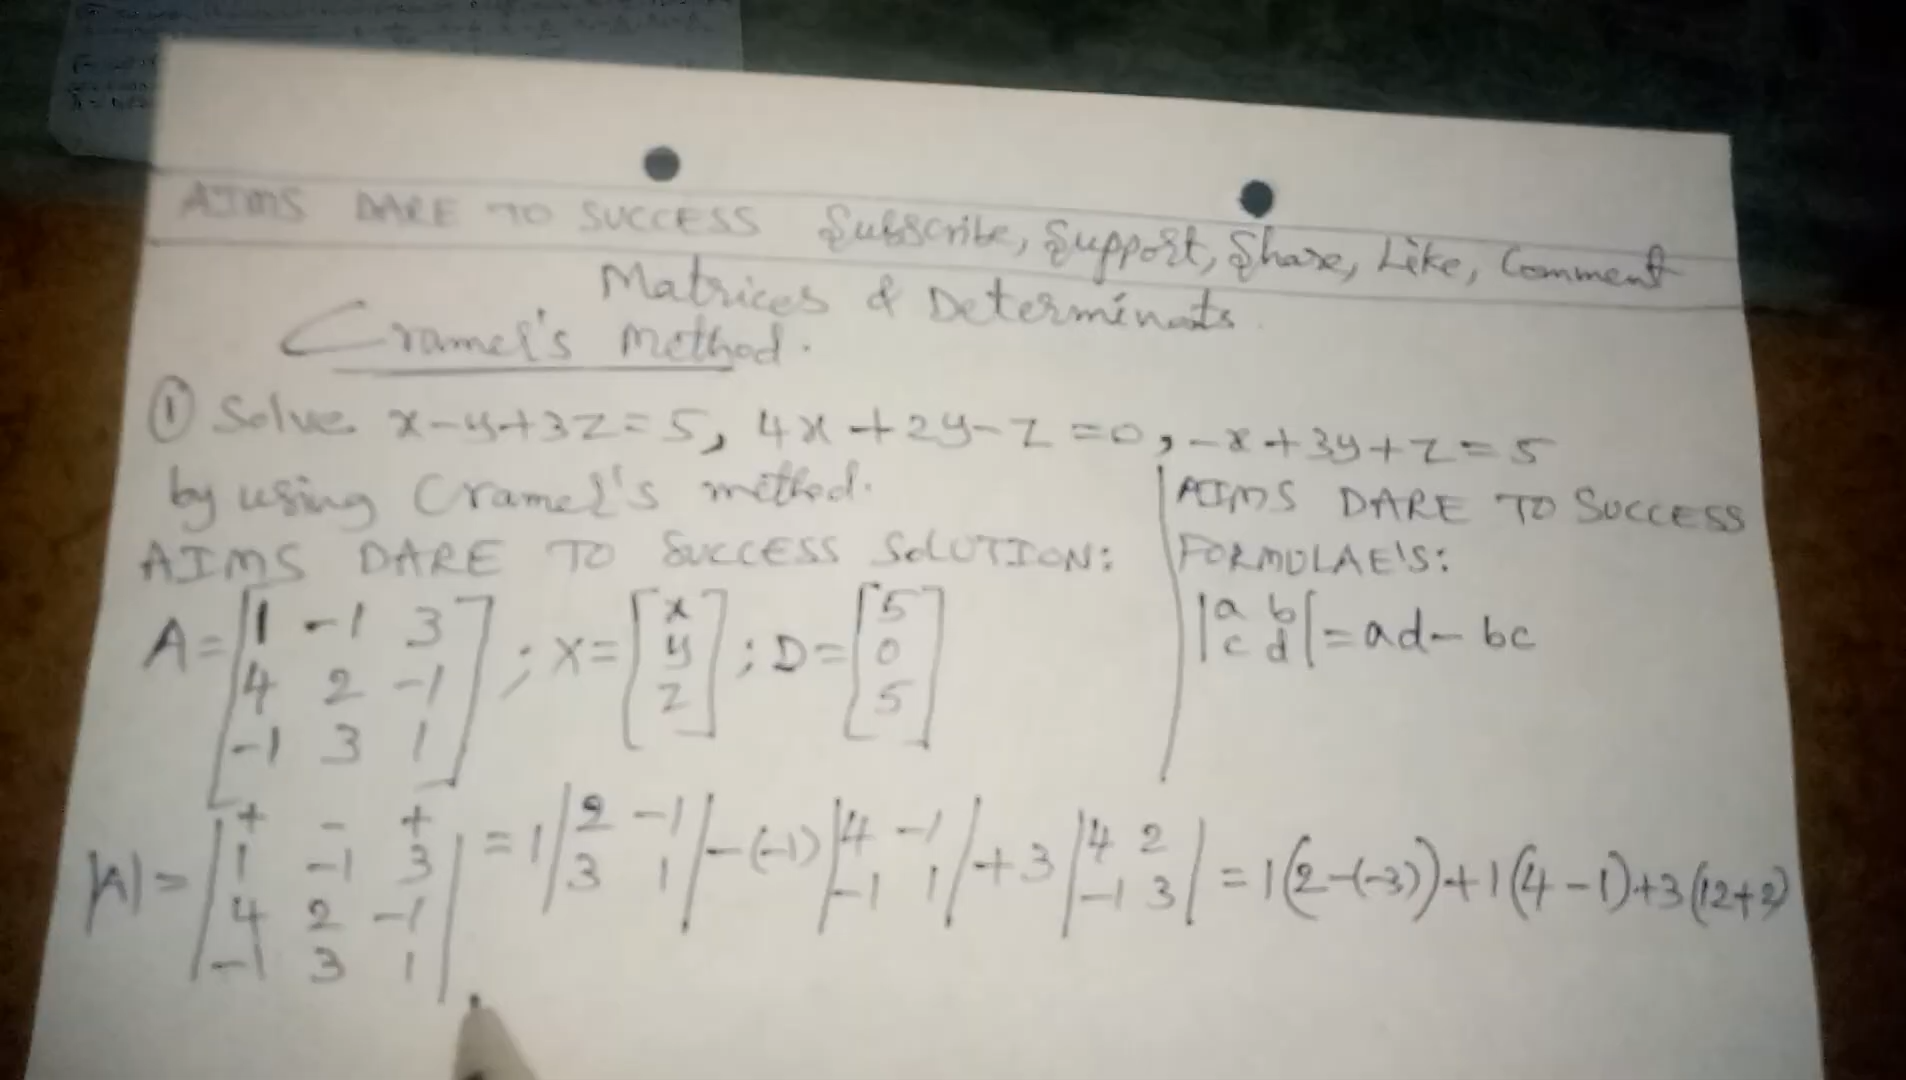 AIMS DARE TO SUCCESS Subscribe, Support, Share, Like, Comment
Matrices & Determinats.
Cramer's Method.
① Solve x-y+3z=5, 4x+2y-z=0, -x+3y+z=5
by using Cramer's method.
AIMS DARE TO SUCCESS SOLUTION:
AIMS DARE TO SUCCESS
FORMULAE'S:
|a b|
|c d| = ad - bc
A = [1 -1 3] ; X = [x] ; D = [5]
[4 2 -1] [y] [0]
[-1 3 1] [z] [5]
+ - +
|A| = |1 -1 3| = 1|2 -1| -(-1)|4 -1| +3|4 2| = 1(2-(-3))+1(4-1)+3(12+2)
|4 2 -1| |3 1| |-1 1| |-1 3|
|-1 3 1|